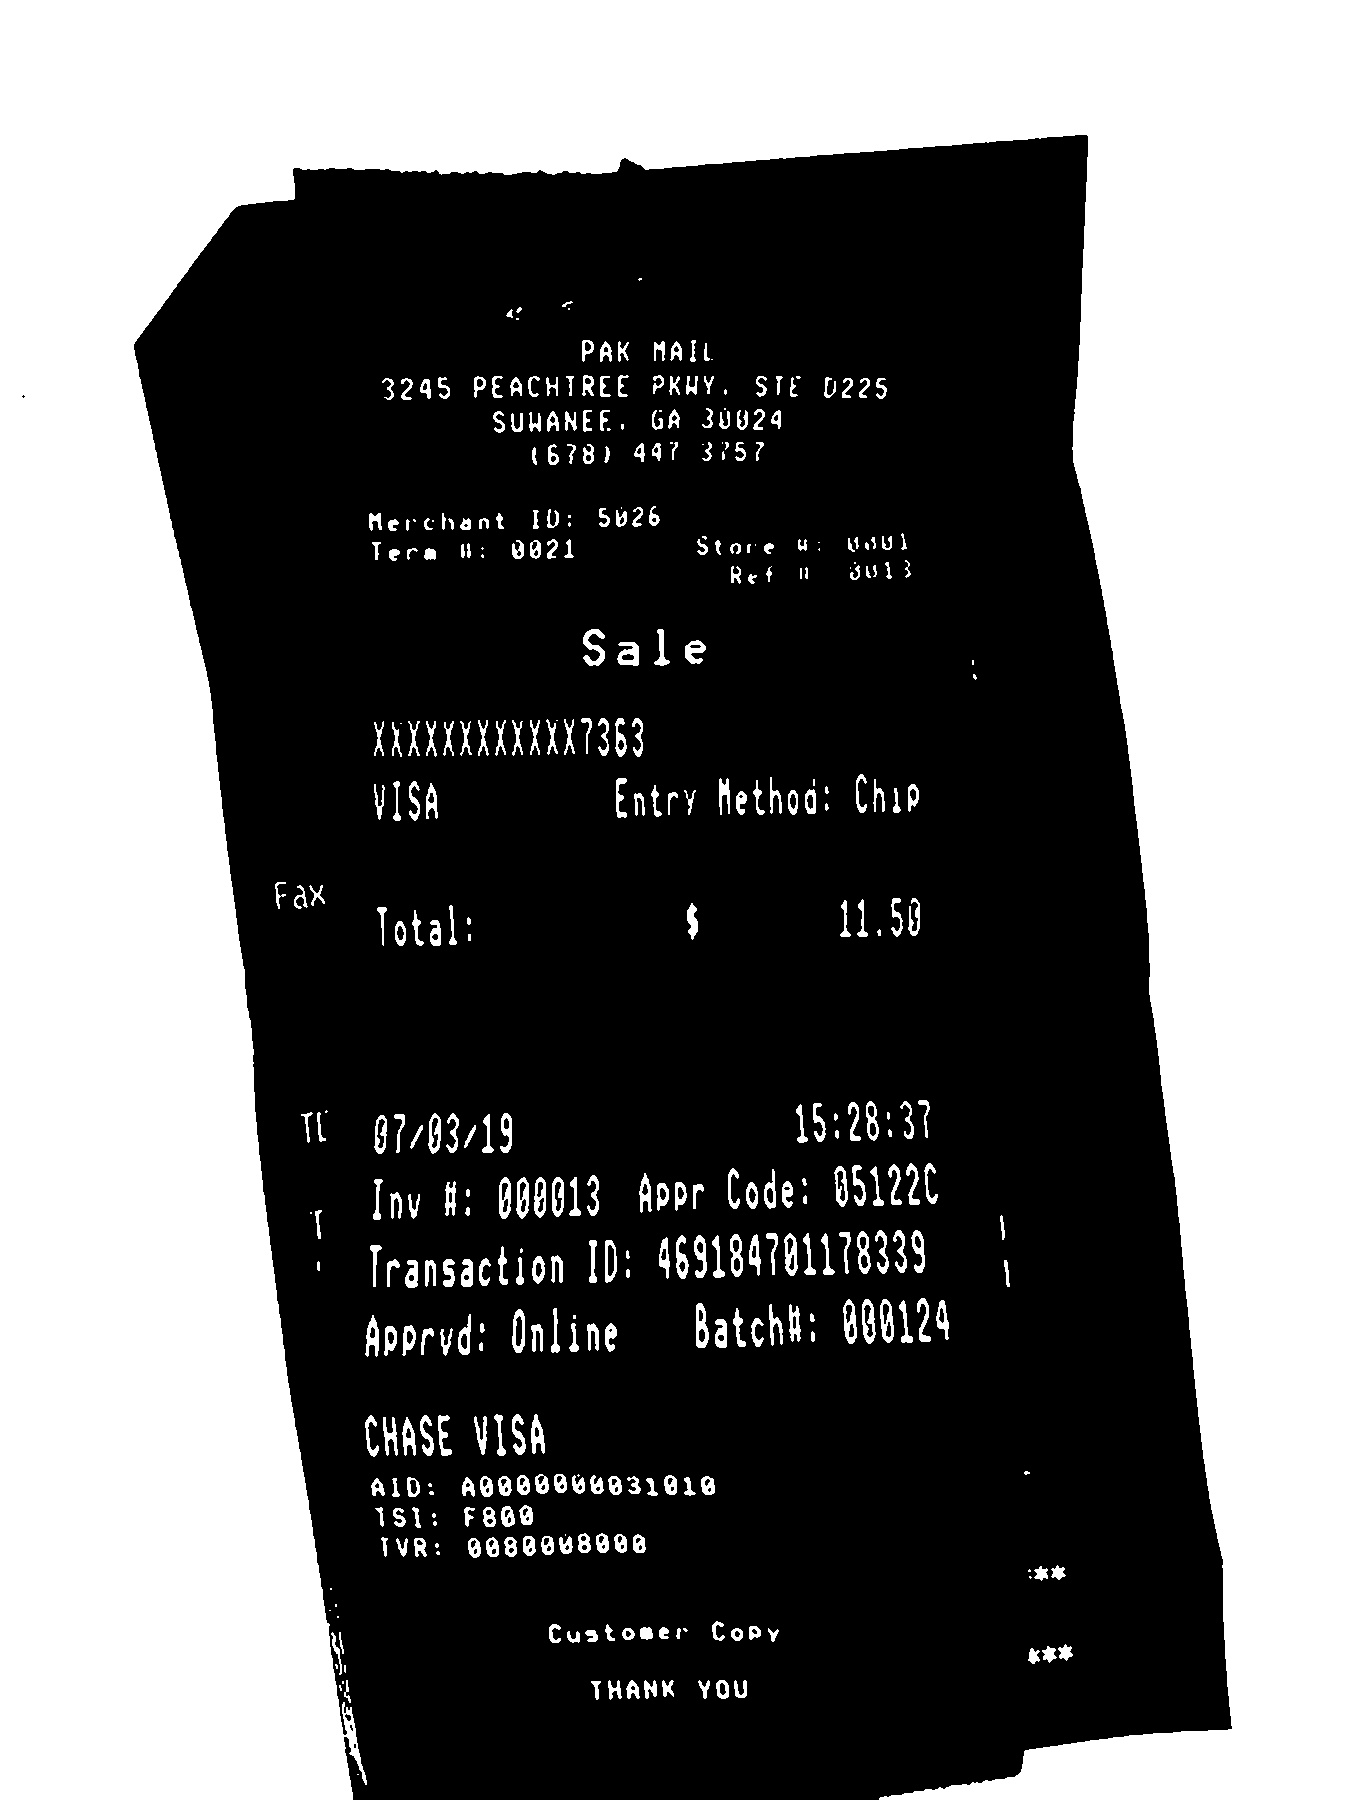 PAK MAIL
3245 PEACHTREE PKWY. STE D225
SUWANEE, GA 30024
(678) 447 3757
Merchant ID: 5026
Term #: 0021 Store #: 0001
Ref # 0013
Sale
XXXXXXXXXXXX7363
VISA Entry Method: Chip
Fax
Total: $ 11.50
07/03/19 15:28:37
Inv #: 000013 Appr Code: 05122C
Transaction ID: 469184701178339
Apprvd: Online Batch#: 000124
CHASE VISA
AID: A0000000031010
TSI: F800
TVR: 0080008000
**
Customer Copy
***
THANK YOU